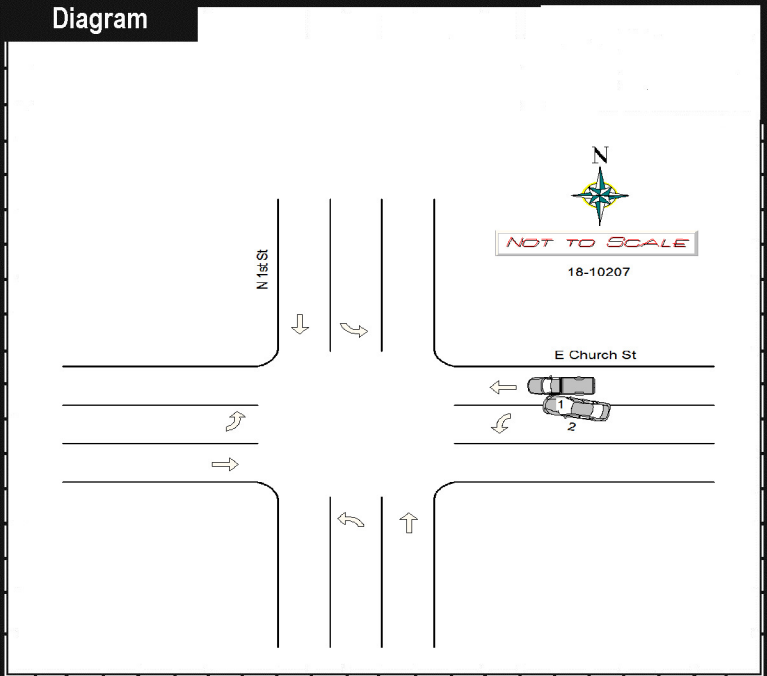 Diagram
N
NOT TO SCALE
18-10207
N 1st St
E Church St
1
2